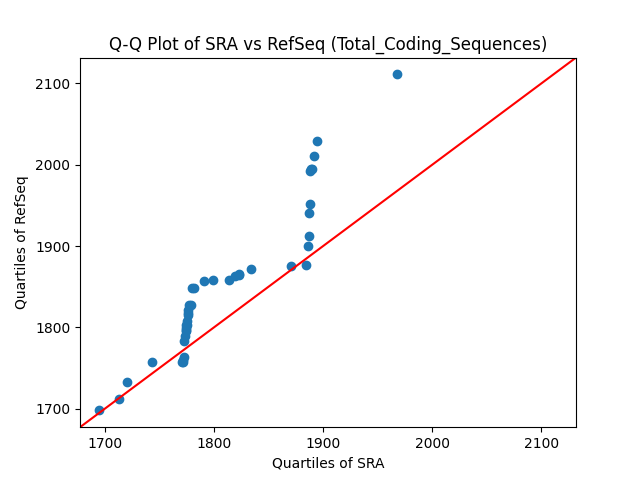 Q-Q Plot of SRA vs RefSeq (Total_Coding_Sequences)
2100
2000
1900
1800
1700
Quartiles of RefSeq
1700 1800 1900 2000 2100
Quartiles of SRA